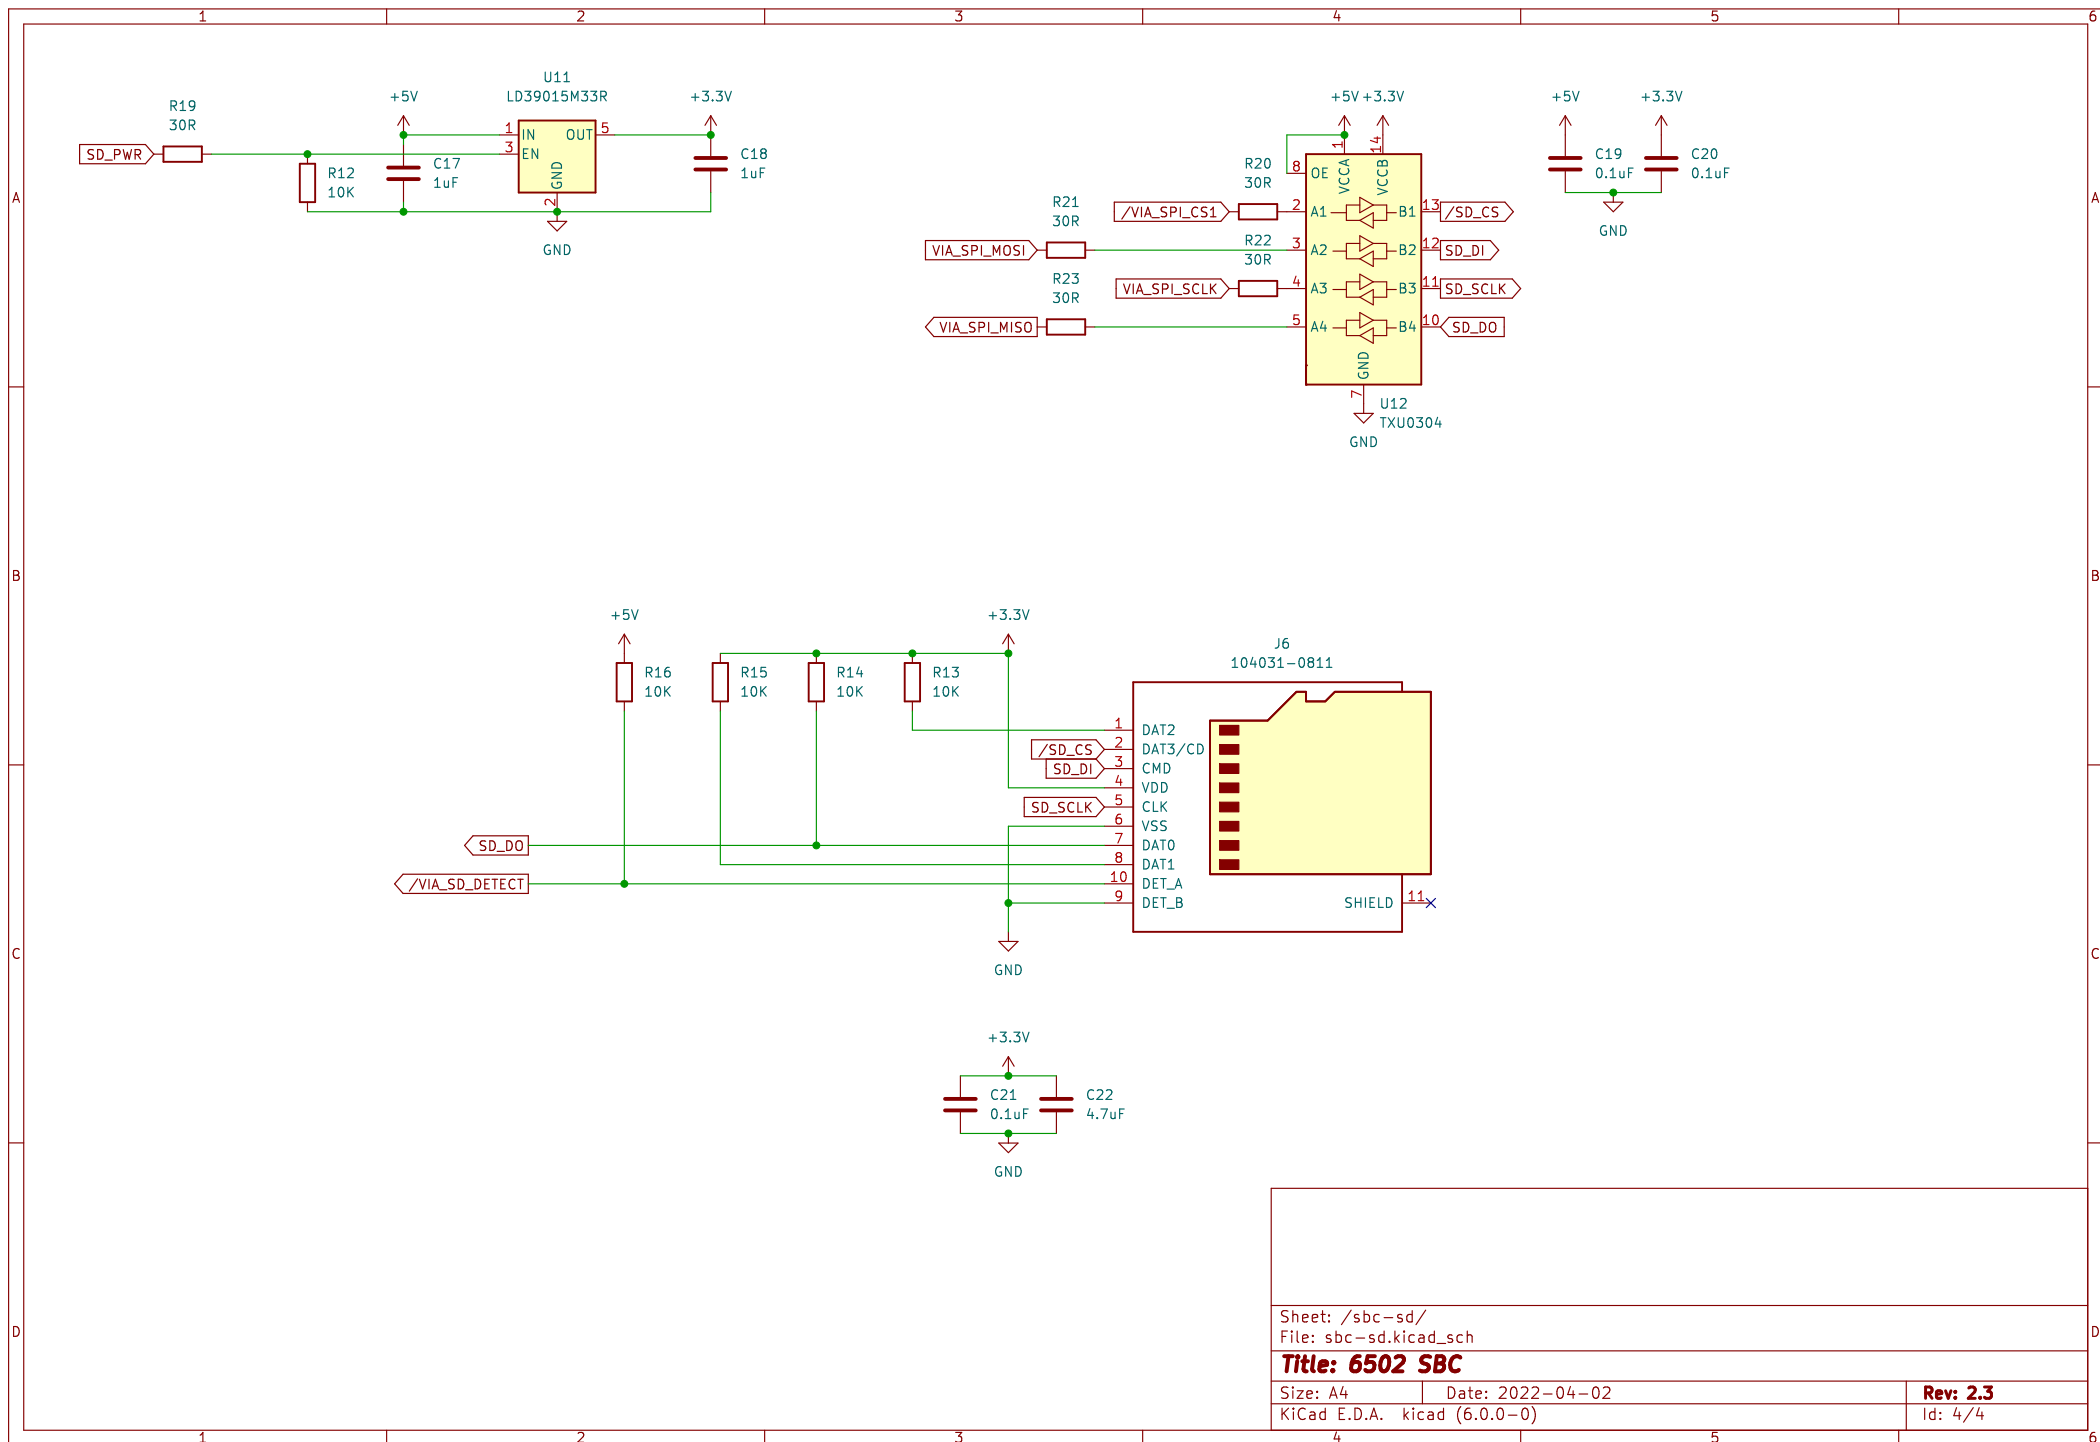 1 2 3 4 5 6
A
B
C
D
A
B
C
D
1 2 3 4 5 6
R19
30R
SD_PWR
R12
10K
+5V
C17
1uF
U11
LD39015M33R
1 IN
3 EN
OUT 5
GND
2
GND
+3.3V
C18
1uF
+5V +3.3V
1 14
VCCA VCCB
8 OE
R20
30R
/VIA_SPI_CS1
2 A1
B1 13
/SD_CS
R21
30R
VIA_SPI_MOSI
3 A2
B2 12
SD_DI
R22
30R
VIA_SPI_SCLK
4 A3
B3 11
SD_SCLK
R23
30R
VIA_SPI_MISO
5 A4
B4 10
SD_DO
GND
7
U12
TXU0304
GND
+5V
C19
0.1uF
+3.3V
C20
0.1uF
GND
+5V
R16
10K
R15
10K
R14
10K
R13
10K
+3.3V
J6
104031-0811
1 DAT2
/SD_CS 2 DAT3/CD
SD_DI 3 CMD
4 VDD
SD_SCLK 5 CLK
6 VSS
SD_DO 7 DAT0
8 DAT1
/VIA_SD_DETECT 10 DET_A
9 DET_B
SHIELD 11
GND
+3.3V
C21
0.1uF
C22
4.7uF
GND
Sheet: /sbc-sd/
File: sbc-sd.kicad_sch
Title: 6502 SBC
Size: A4 Date: 2022-04-02 Rev: 2.3
KiCad E.D.A. kicad (6.0.0-0) Id: 4/4